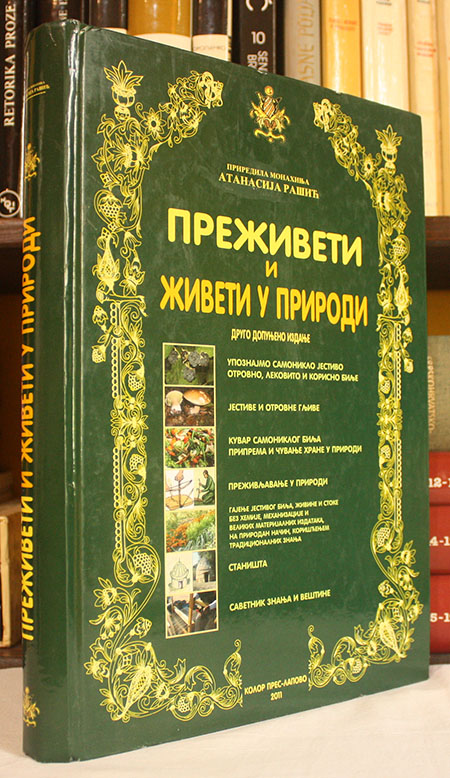 ПРИРЕДИЛА МОНАХИЊА
АТАНАСИЈА РАШИЋ
ПРЕЖИВЕТИ
и
ЖИВЕТИ У ПРИРОДИ
ДРУГО ДОПУЊЕНО ИЗДАЊЕ
УПОЗНАЈМО САМОНИКЛО ЈЕСТИВО
ОТРОВНО, ЛЕКОВИТО И КОРИСНО БИЉЕ
ЈЕСТИВЕ И ОТРОВНЕ ГЉИВЕ
КУВАР САМОНИКЛОГ БИЉА
ПРИПРЕМА И ЧУВАЊЕ ХРАНЕ У ПРИРОДИ
ПРЕЖИВЉАВАЊЕ У ПРИРОДИ
ГАЈЕЊЕ ЈЕСТИВОГ БИЉА, ЖИВИНЕ И СТОКЕ
БЕЗ ХЕМИЈЕ, МЕХАНИЗАЦИЈЕ И
ВЕЛИКИХ МАТЕРИЈАЛНИХ ИЗДАТАКА,
НА ПРИРОДАН НАЧИН, КОРИШЋЕЊЕМ
ТРАДИЦИОНАЛНИХ ЗНАЊА
СТАНИШТА
САВЕТНИК ЗНАЊА И ВЕШТИНЕ
КОЛОР ПРЕС-ЛАПОВО
2011
ПРЕЖИВЕТИ И ЖИВЕТИ У ПРИРОДИ
RETORIKA PROZE
10